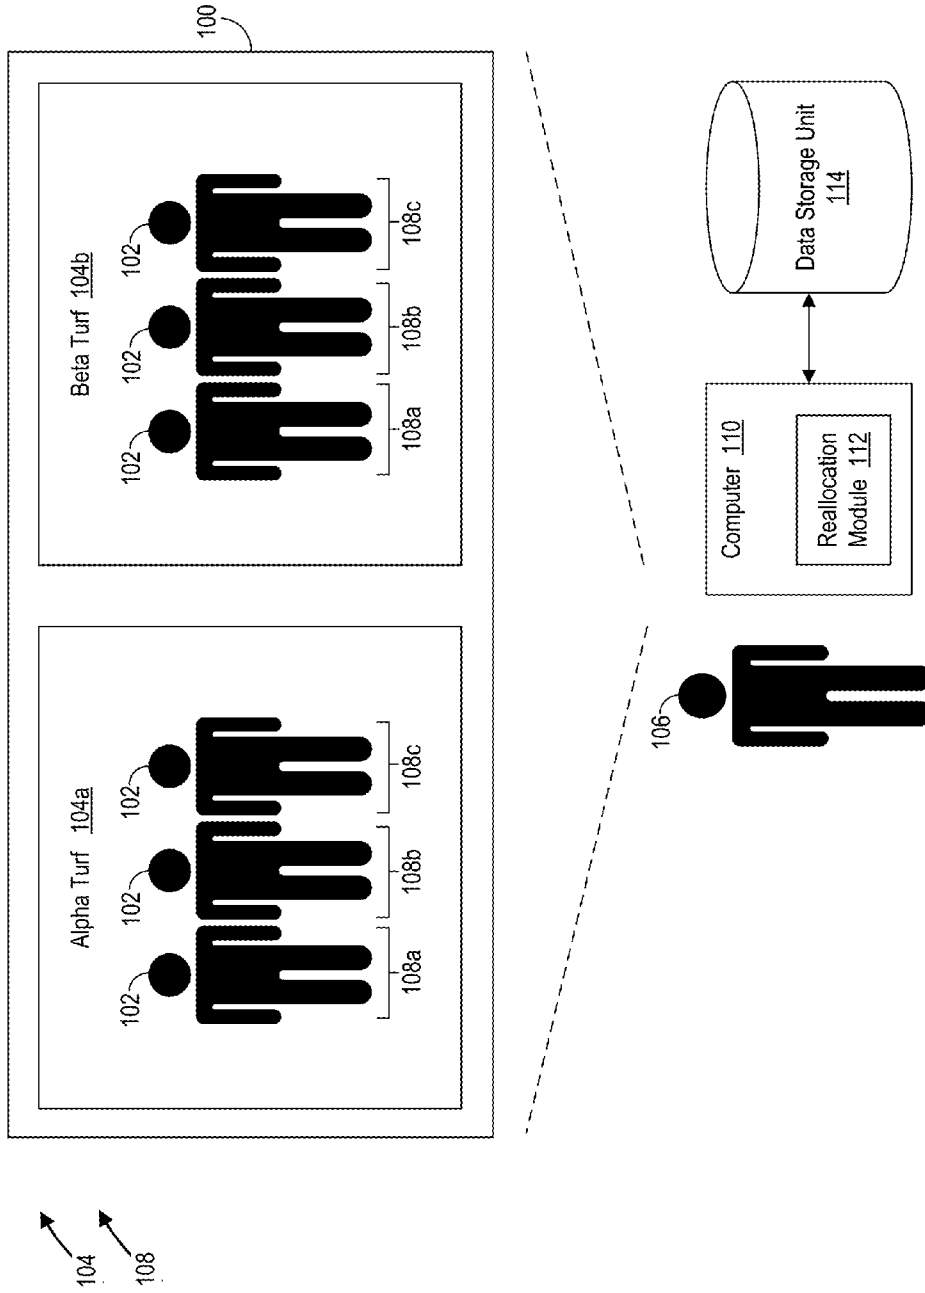 100
Alpha Turf 104a
102
102
102
108a
108b
108c
Beta Turf 104b
102
102
102
108a
108b
108c
104
108
106
Computer 110
Reallocation
Module 112
Data Storage Unit
114